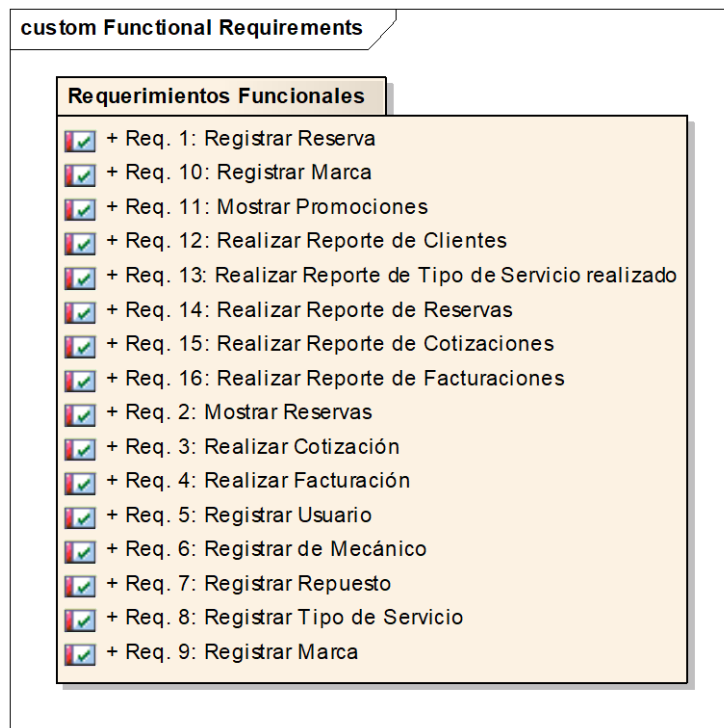 custom Functional Requirements
Requerimientos Funcionales
+ Req. 1: Registrar Reserva
+ Req. 10: Registrar Marca
+ Req. 11: Mostrar Promociones
+ Req. 12: Realizar Reporte de Clientes
+ Req. 13: Realizar Reporte de Tipo de Servicio realizado
+ Req. 14: Realizar Reporte de Reservas
+ Req. 15: Realizar Reporte de Cotizaciones
+ Req. 16: Realizar Reporte de Facturaciones
+ Req. 2: Mostrar Reservas
+ Req. 3: Realizar Cotización
+ Req. 4: Realizar Facturación
+ Req. 5: Registrar Usuario
+ Req. 6: Registrar de Mecánico
+ Req. 7: Registrar Repuesto
+ Req. 8: Registrar Tipo de Servicio
+ Req. 9: Registrar Marca